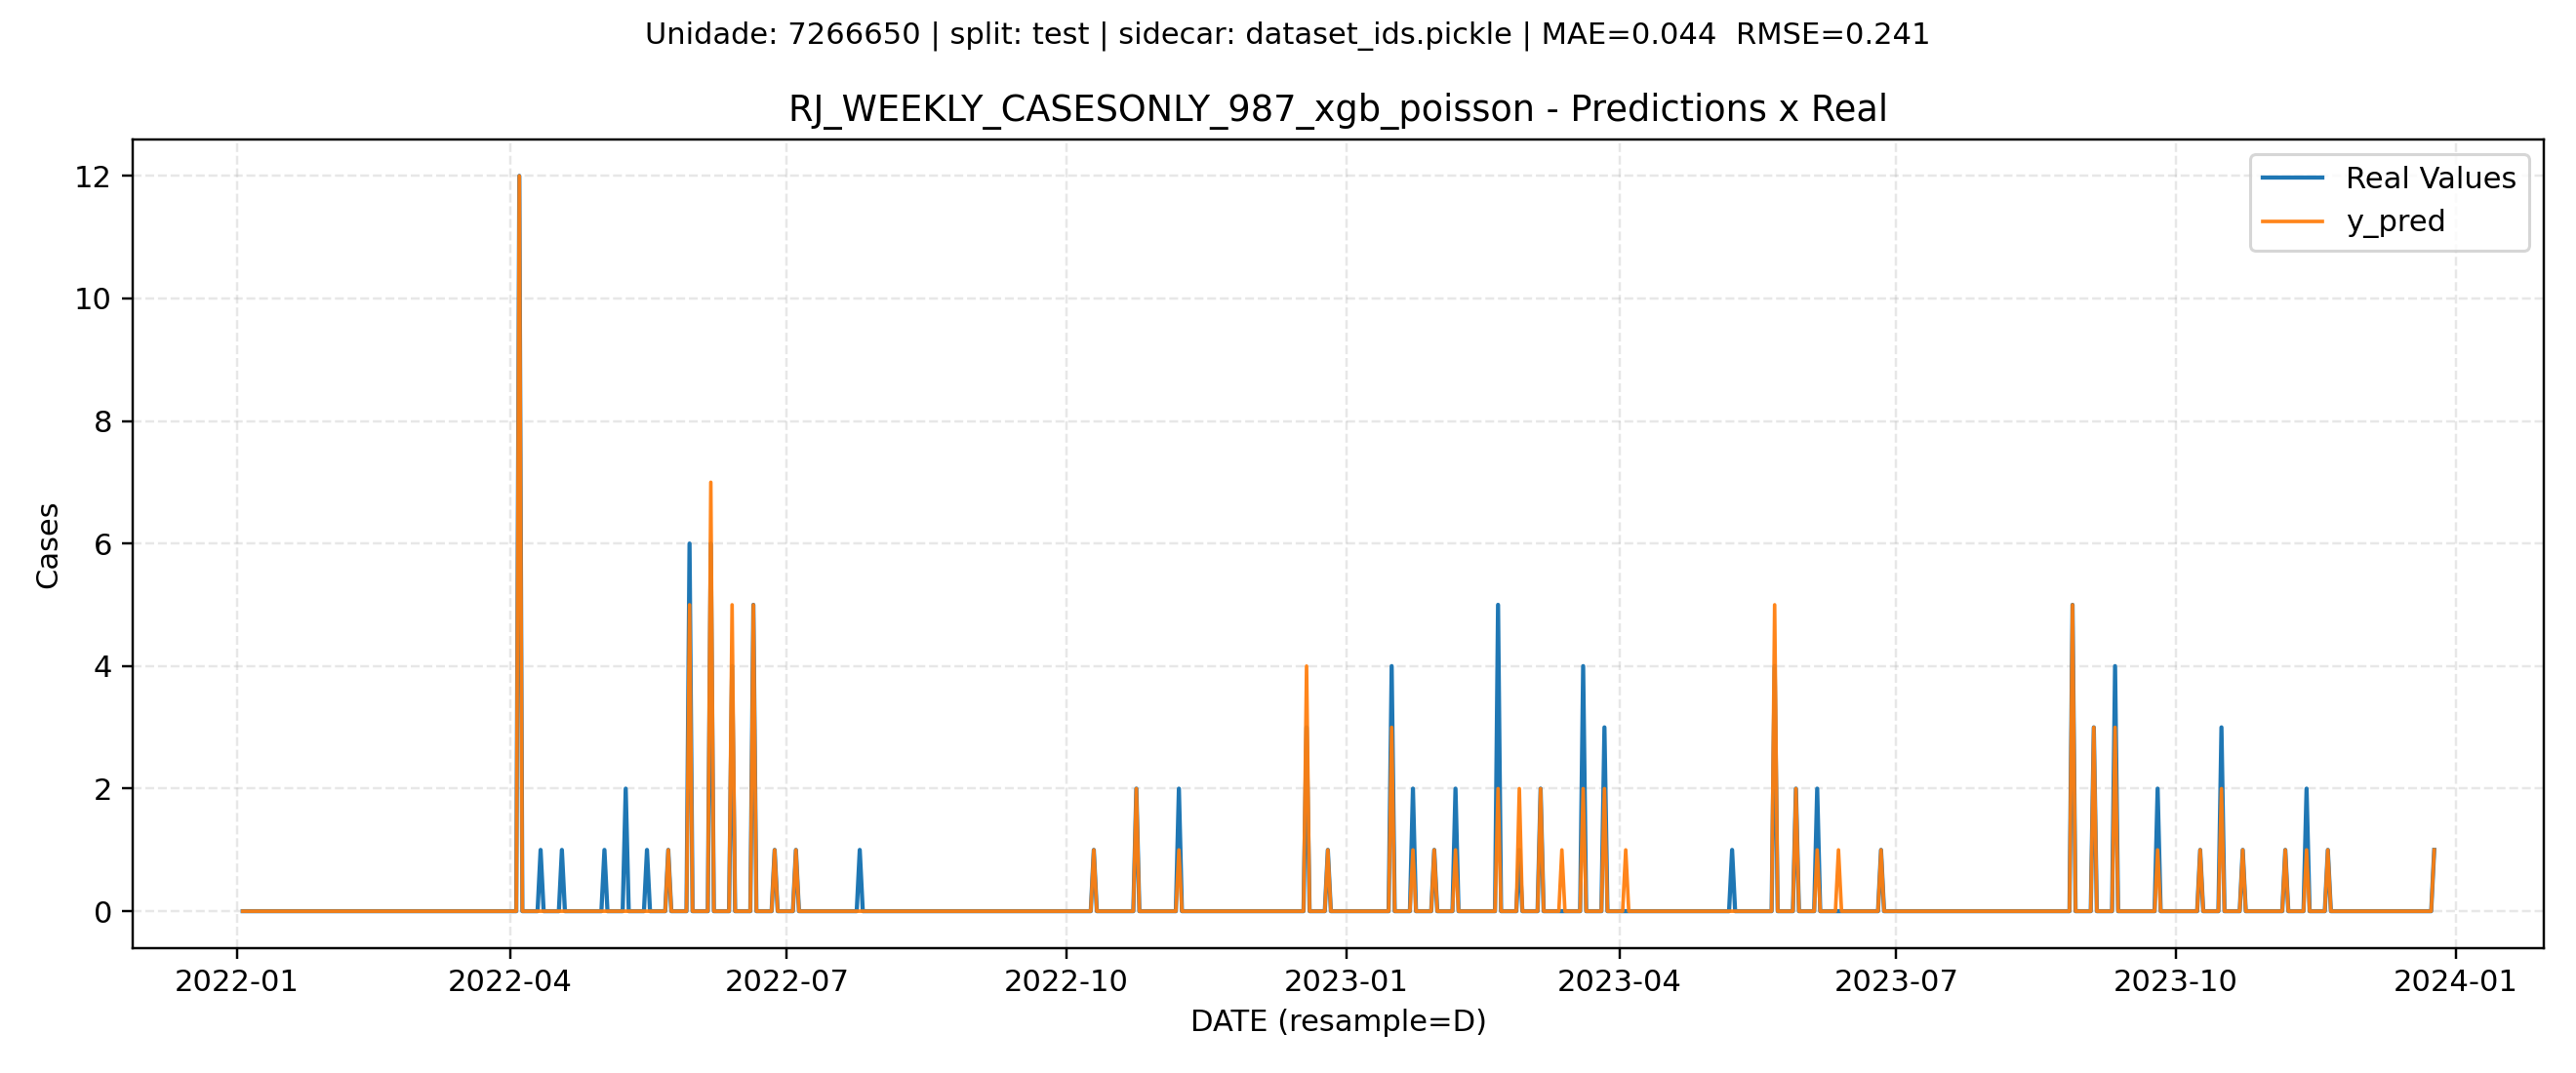 Unidade: 7266650 | split: test | sidecar: dataset_ids.pickle | MAE=0.044  RMSE=0.241
RJ_WEEKLY_CASESONLY_987_xgb_poisson - Predictions x Real
Real Values
y_pred
12
10
8
6
4
2
0
Cases
2022-01
2022-04
2022-07
2022-10
2023-01
2023-04
2023-07
2023-10
2024-01
DATE (resample=D)